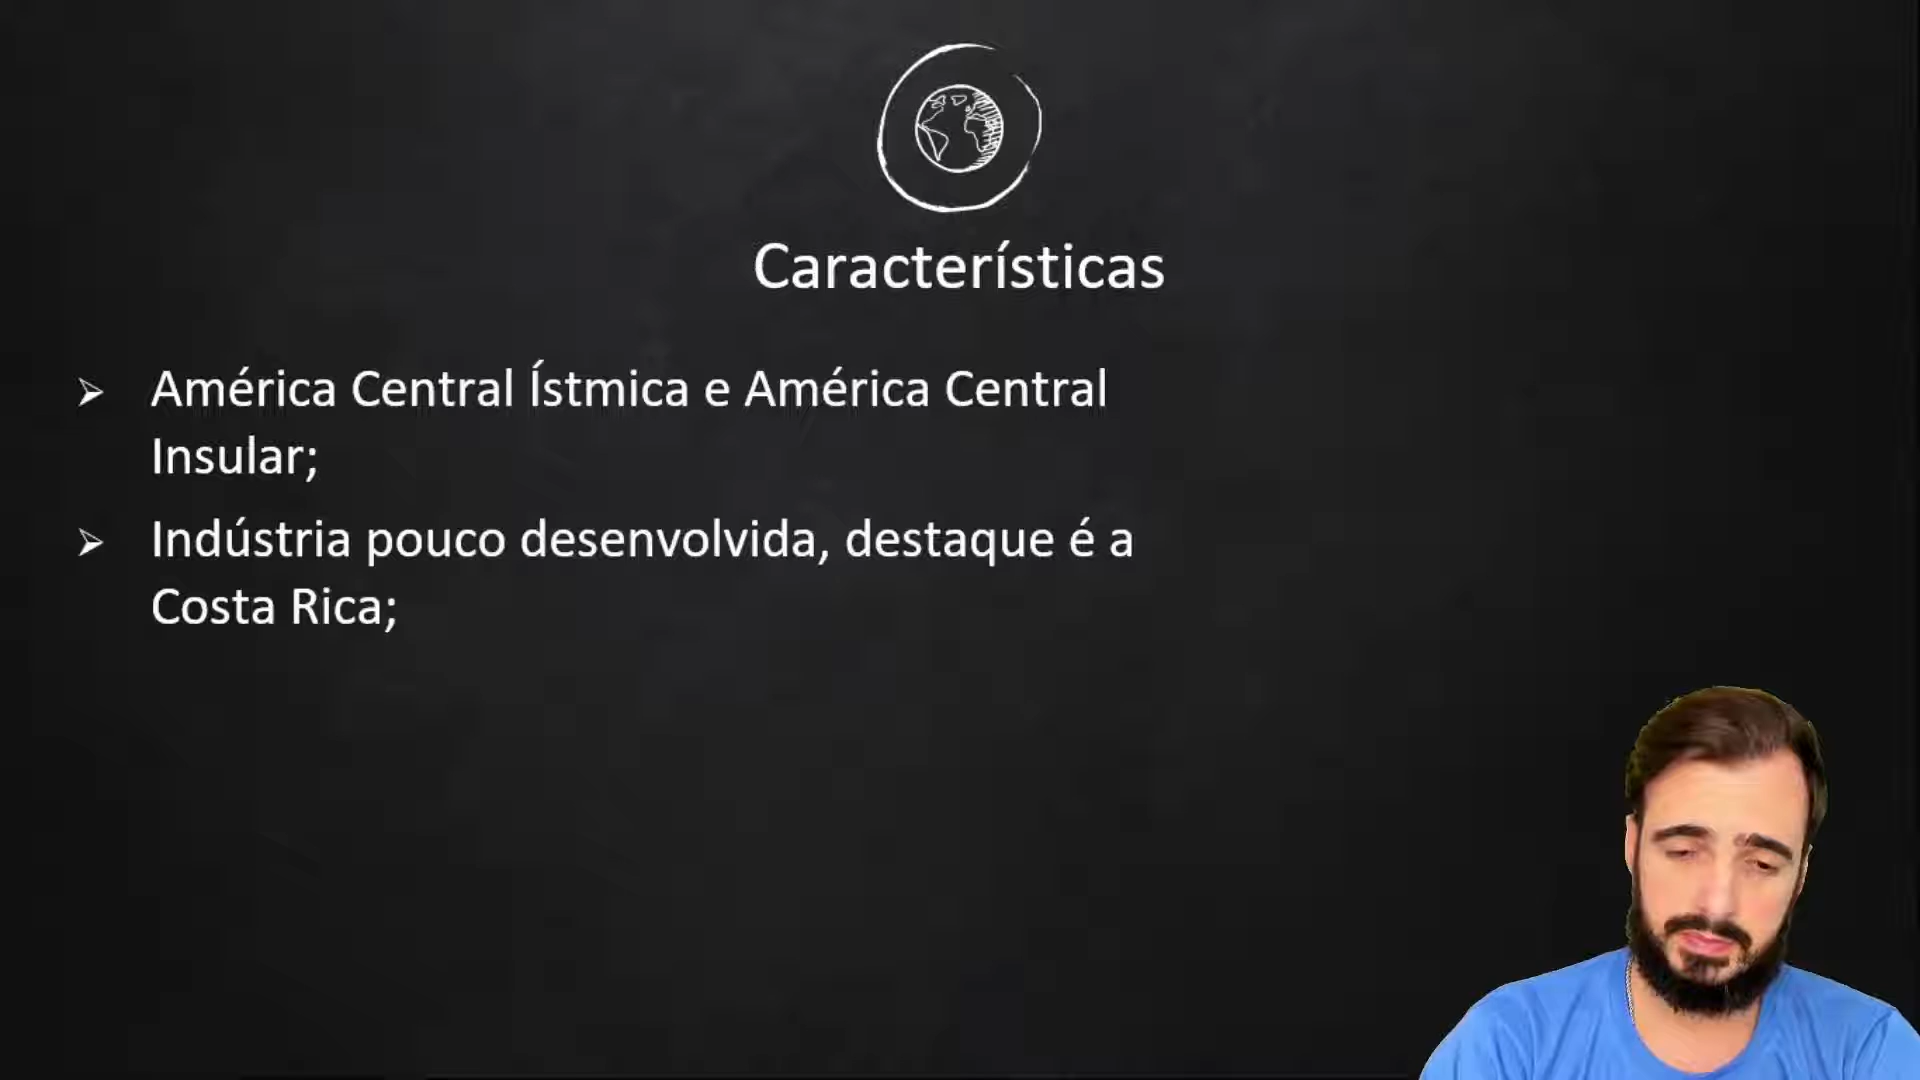 Características
América Central Ístmica e América Central
Insular;
Indústria pouco desenvolvida, destaque é a
Costa Rica;